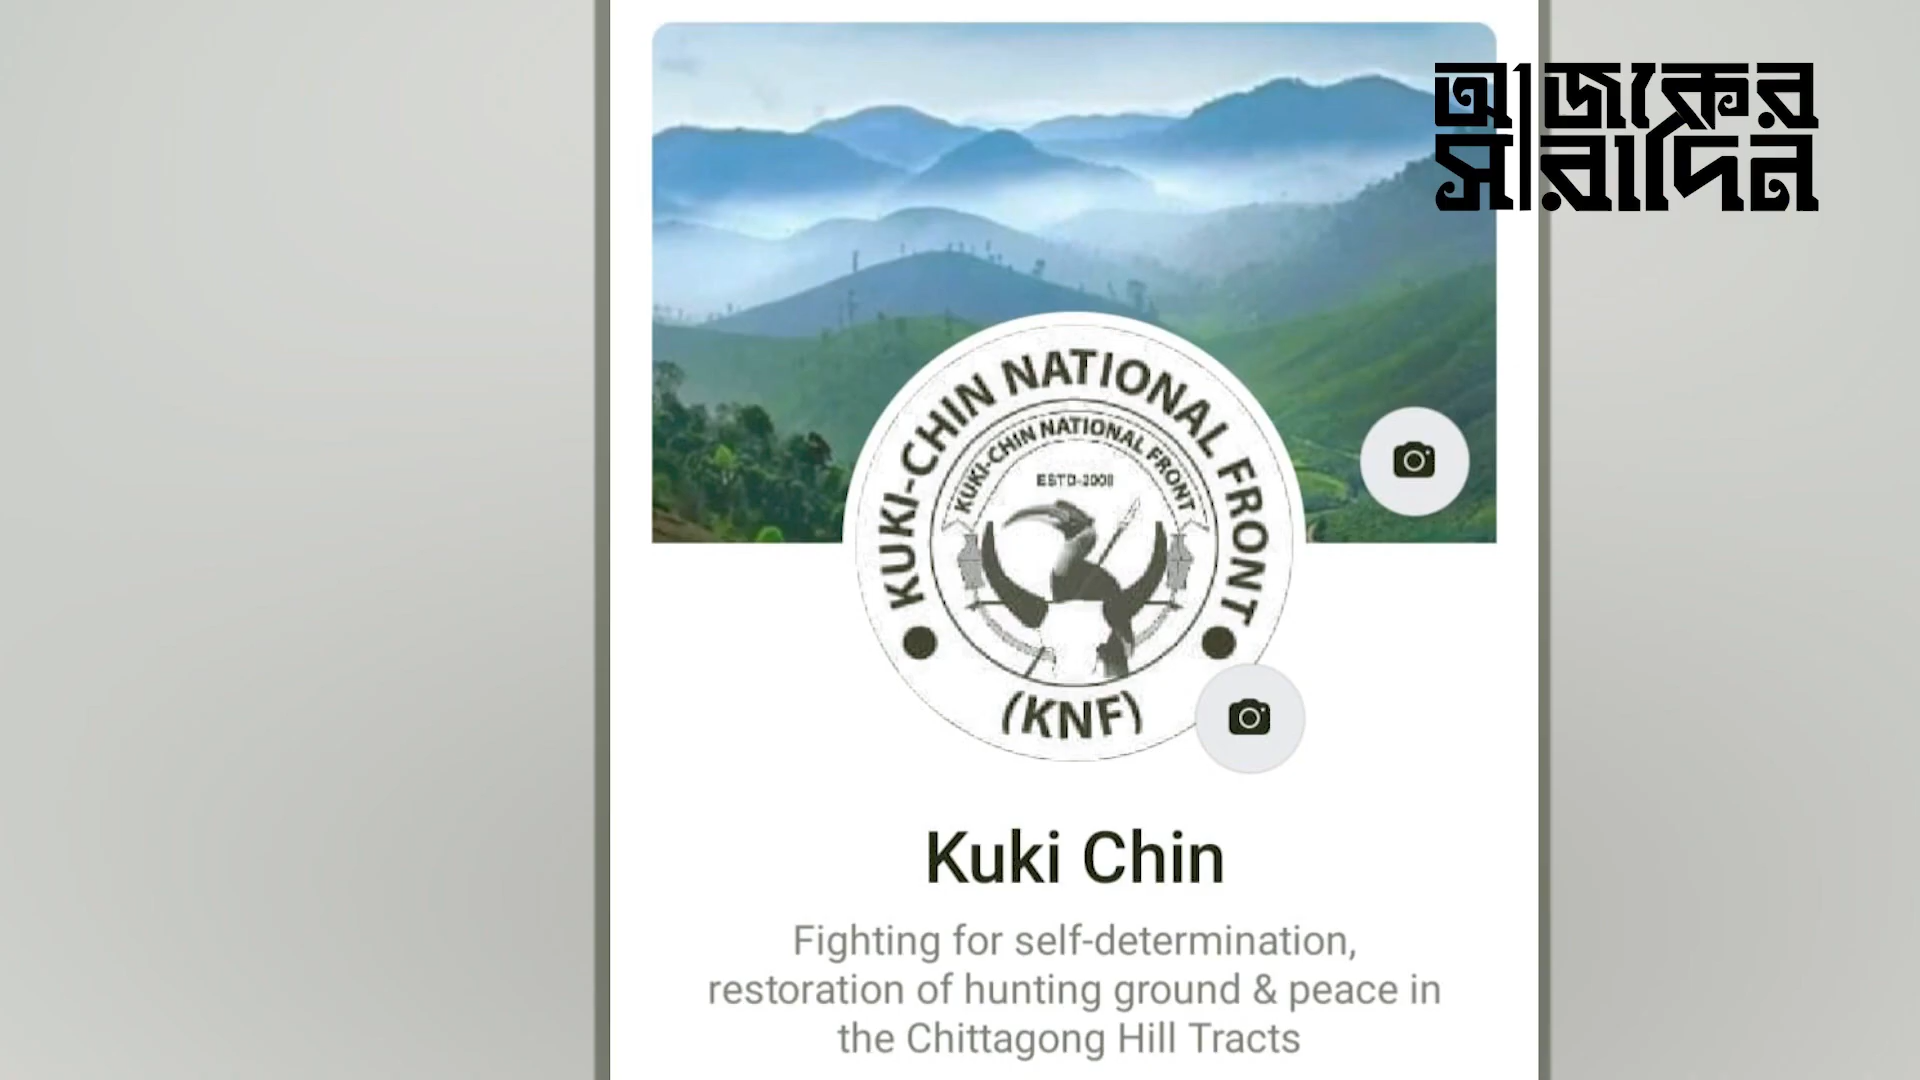 আজকের
সারাদিন
KUKI-CHIN NATIONAL FRONT
KUKI-CHIN NATIONAL FRONT
ESTD-2008
(KNF)
Kuki Chin
Fighting for self-determination,
restoration of hunting ground & peace in
the Chittagong Hill Tracts